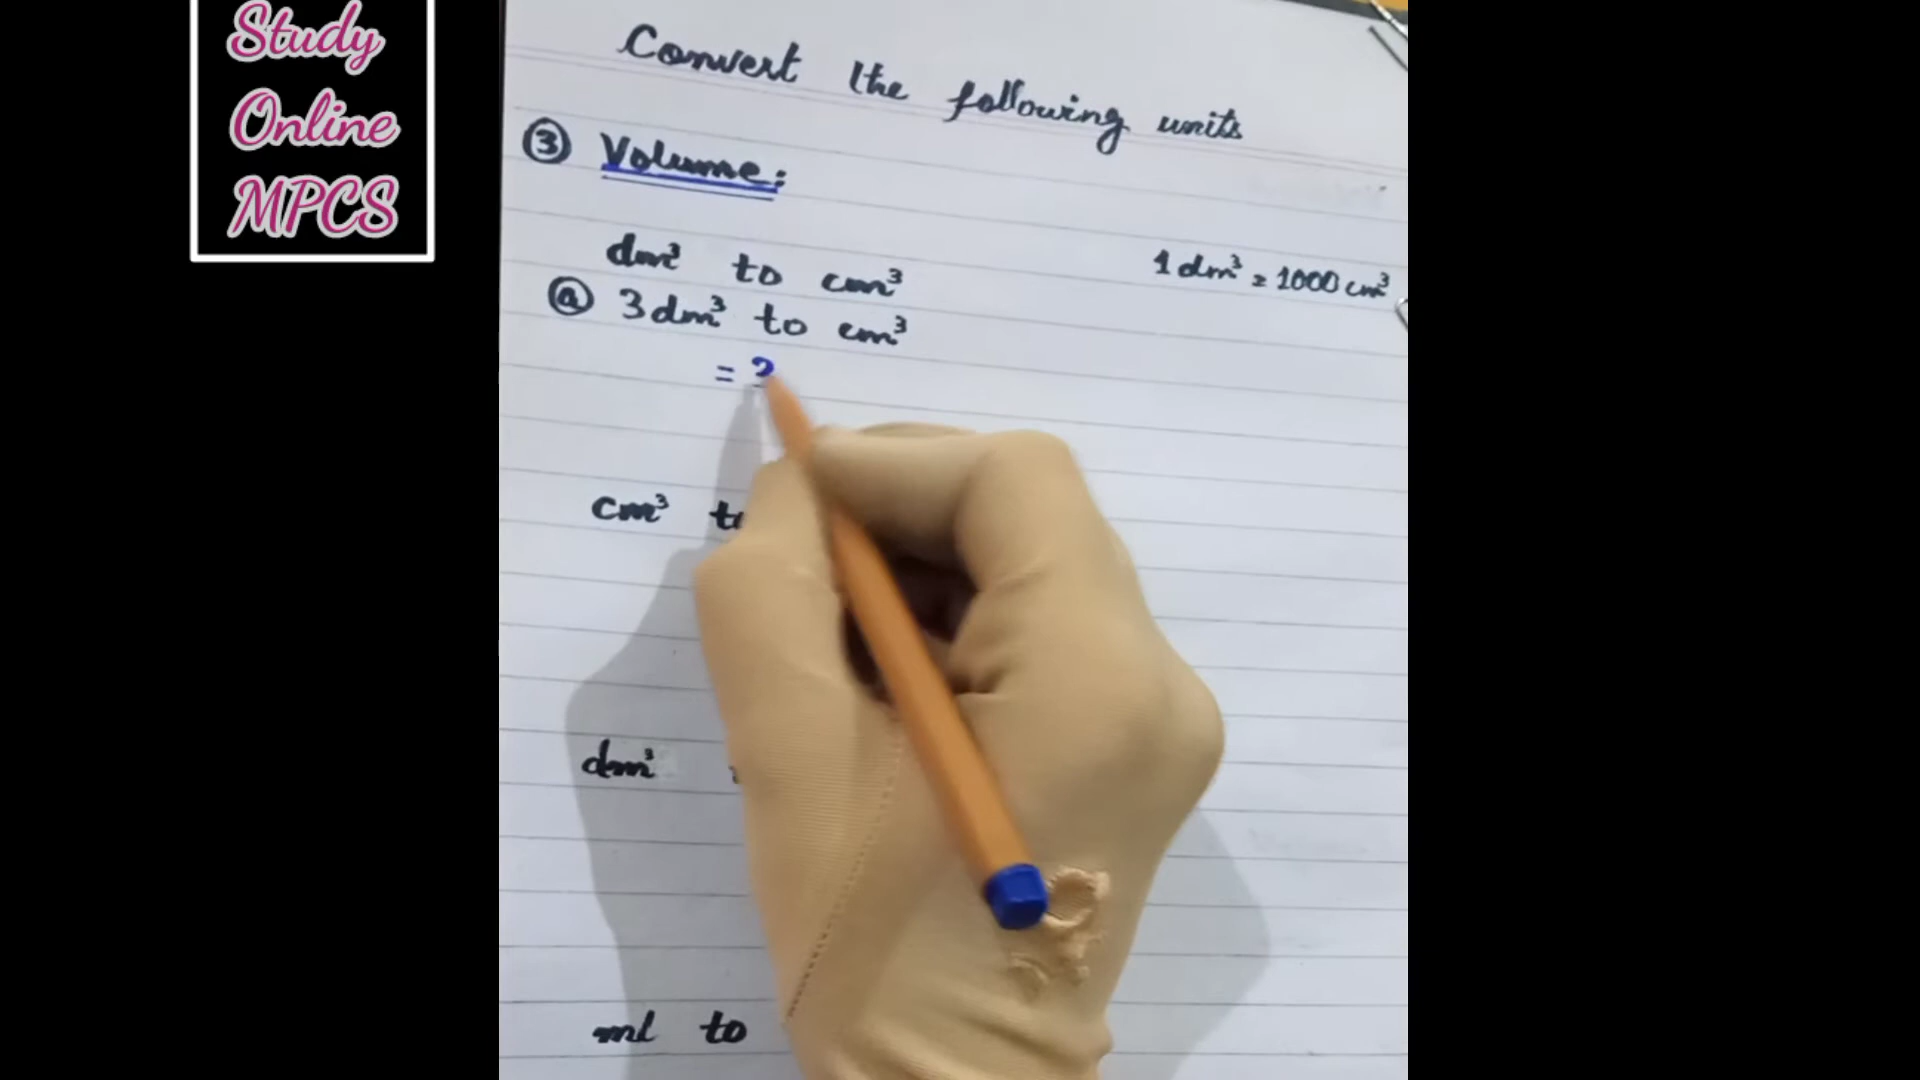 Study
Online
MPCS
Convert the following units
③ Volume:
dm³ to cm³
1 dm³ = 1000 cm³
ⓐ 3dm³ to cm³
=
cm³ to
dm³
ml to